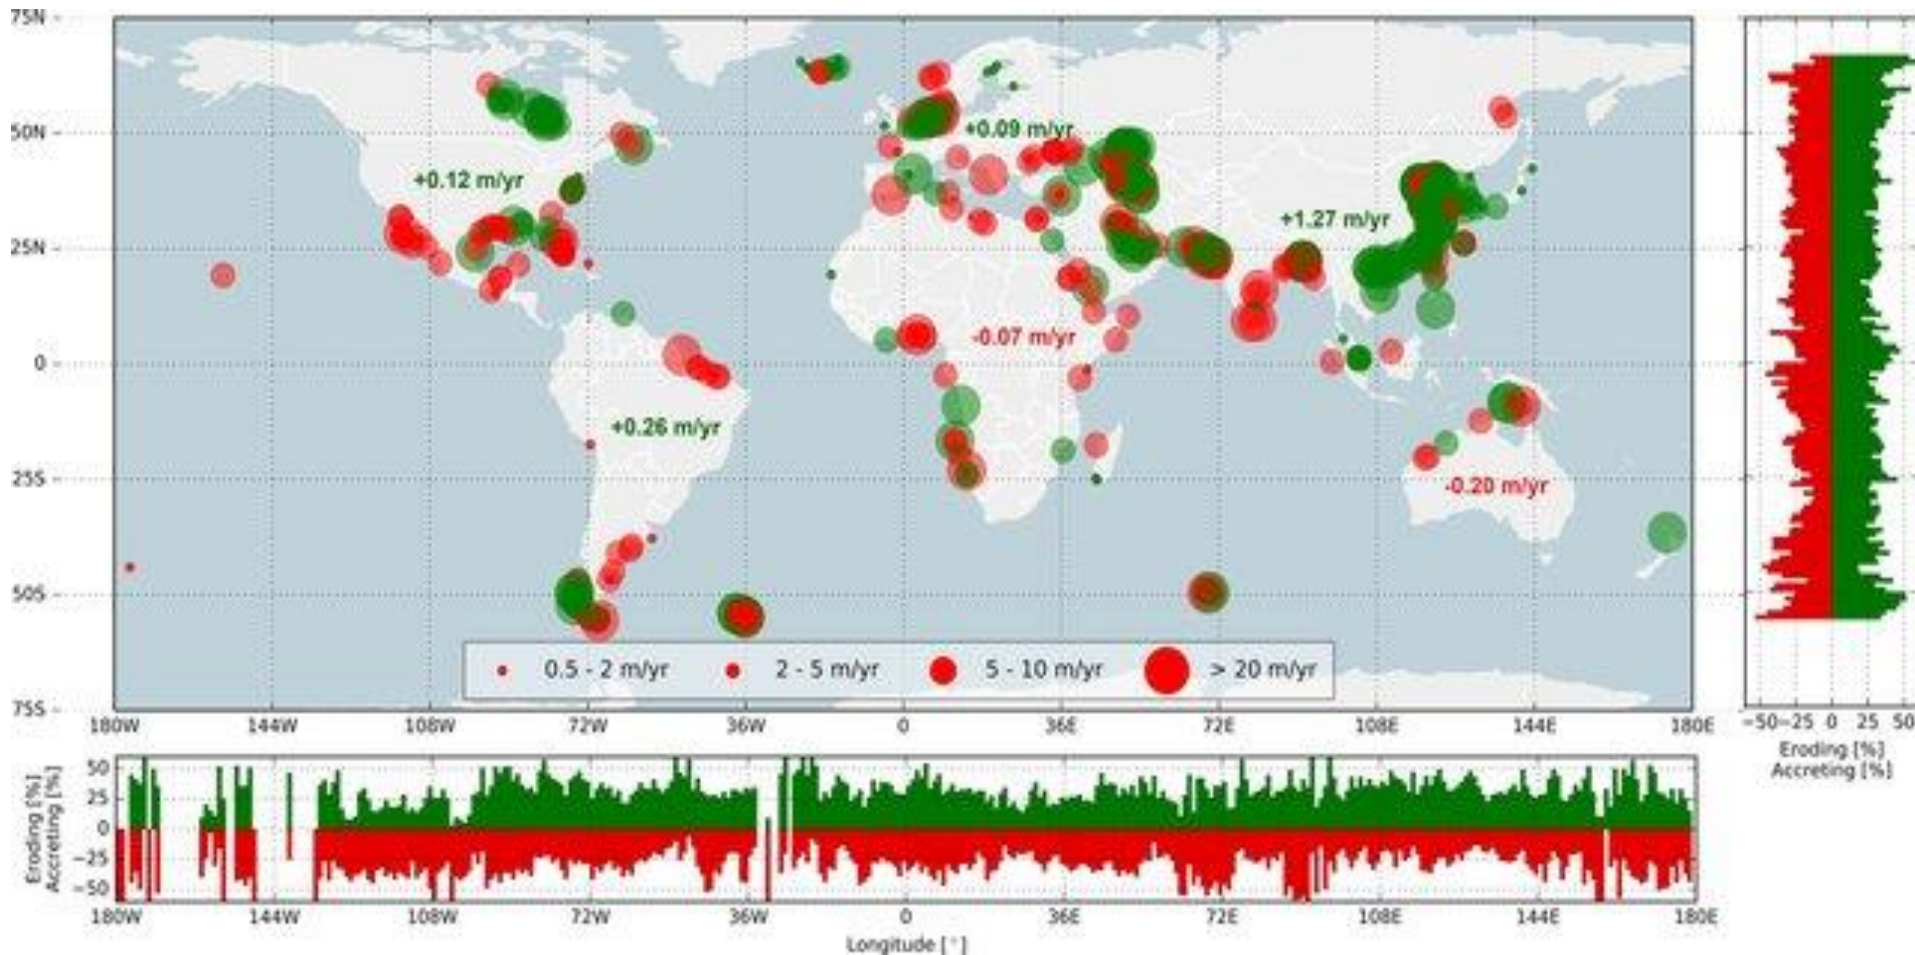 75N
50N
25N
0
25S
50S
75S
+0.12 m/yr
+0.09 m/yr
+1.27 m/yr
-0.07 m/yr
+0.26 m/yr
-0.20 m/yr
0.5 - 2 m/yr 2 - 5 m/yr 5 - 10 m/yr > 20 m/yr
180W 144W 108W 72W 36W 0 36E 72E 108E 144E 180E
−50 −25 0 25 50
Eroding [%]
Accreting [%]
Eroding [%]
Accreting [%]
50
25
0
−25
−50
180W 144W 108W 72W 36W 0 36E 72E 108E 144E 180E
Longitude [°]